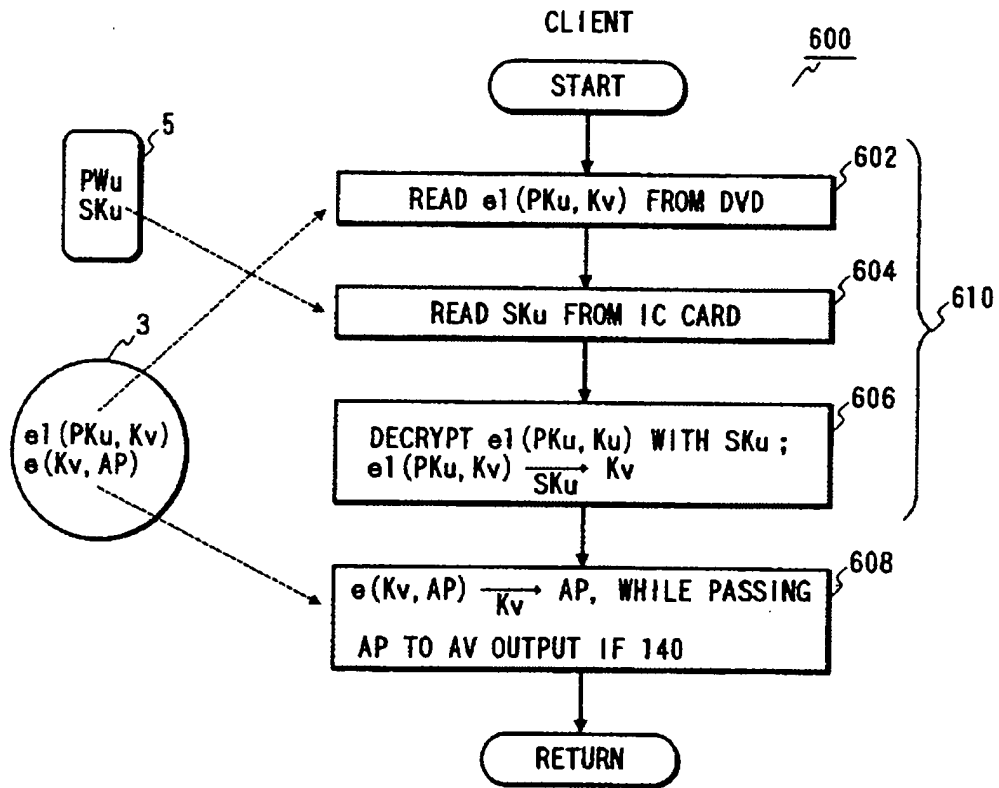 CLIENT
600
START
5
PWu
SKu
602
READ e1(PKu, Kv) FROM DVD
604
READ SKu FROM IC CARD
610
3
e1(PKu, Kv)
e(Kv, AP)
606
DECRYPT e1(PKu, Ku) WITH SKu;
e1(PKu, Kv) SKu Kv
608
e(Kv, AP) Kv AP, WHILE PASSING
AP TO AV OUTPUT IF 140
RETURN